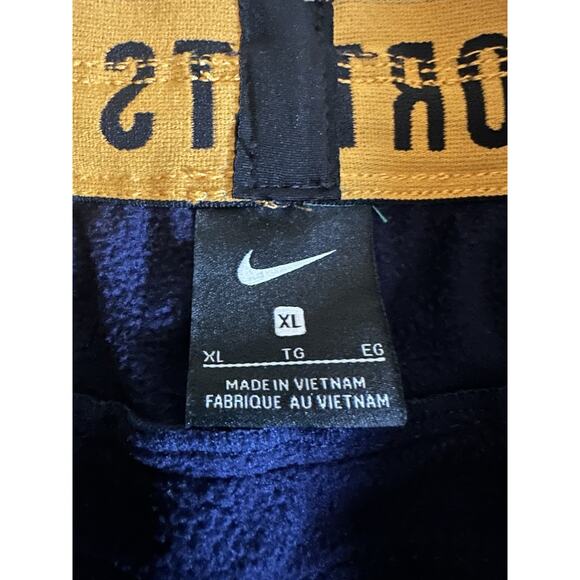 XL
XL TG EG
MADE IN VIETNAM
FABRIQUE AU VIETNAM